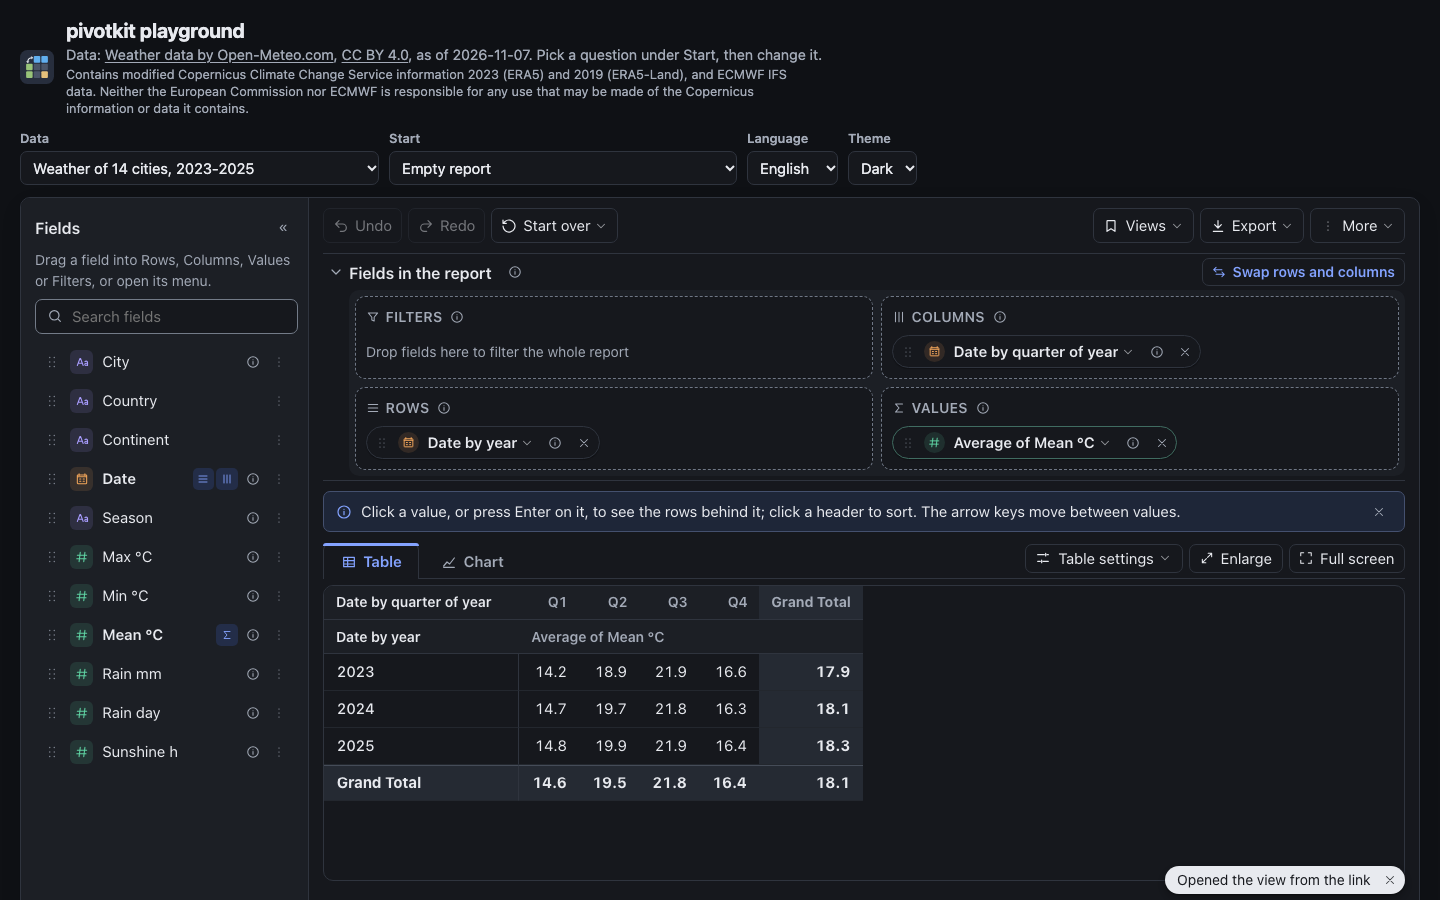 pivotkit playground
Data: Weather data by Open-Meteo.com, CC BY 4.0, as of 2026-11-07. Pick a question under Start, then change it.
Contains modified Copernicus Climate Change Service information 2023 (ERA5) and 2019 (ERA5-Land), and ECMWF IFS
data. Neither the European Commission nor ECMWF is responsible for any use that may be made of the Copernicus
information or data it contains.
Data
Start
Language
Theme
Weather of 14 cities, 2023-2025
Empty report
English
Dark
Fields
«
Drag a field into Rows, Columns, Values
or Filters, or open its menu.
Search fields
Aa City
Aa Country
Aa Continent
Date
Aa Season
# Max °C
# Min °C
# Mean °C Σ
# Rain mm
# Rain day
# Sunshine h
Undo
Redo
Start over
Views
Export
More
Fields in the report
Swap rows and columns
FILTERS
Drop fields here to filter the whole report
COLUMNS
Date by quarter of year
ROWS
Date by year
Σ VALUES
# Average of Mean °C
Click a value, or press Enter on it, to see the rows behind it; click a header to sort. The arrow keys move between values.
Table
Chart
Table settings
Enlarge
Full screen
Date by quarter of year Q1 Q2 Q3 Q4 Grand Total
Date by year Average of Mean °C
2023 14.2 18.9 21.9 16.6 17.9
2024 14.7 19.7 21.8 16.3 18.1
2025 14.8 19.9 21.9 16.4 18.3
Grand Total 14.6 19.5 21.8 16.4 18.1
Opened the view from the link